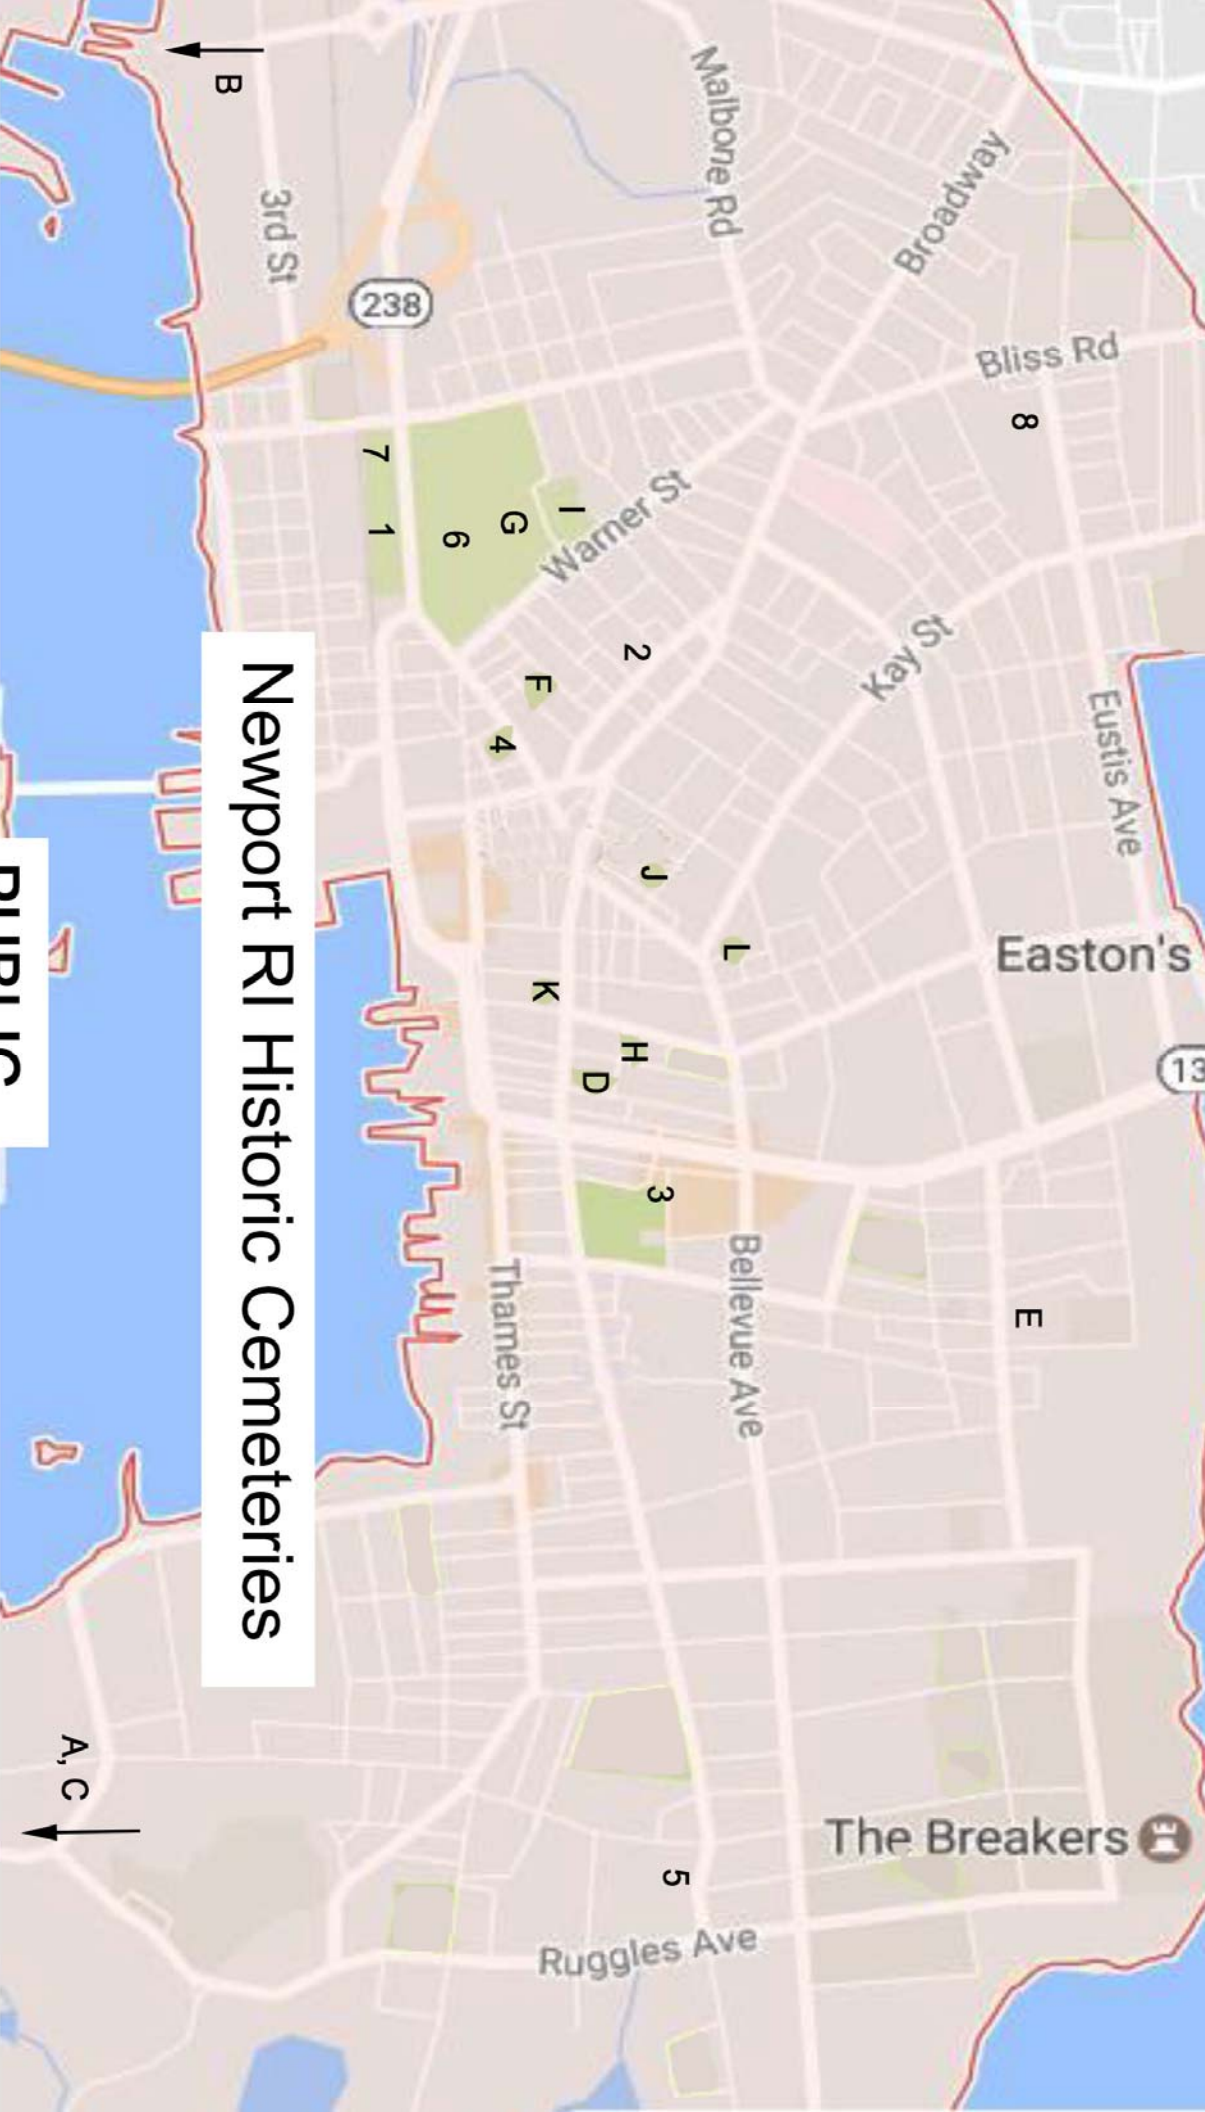 B
3rd St
238
Malbone Rd
Broadway
Bliss Rd
8
7
1
6
G
I
Warner St
2
F
4
Kay St
Eustis Ave
J
L
K
H
D
Easton's
13
3
E
Thames St
Bellevue Ave
Newport RI Historic Cemeteries
A, C
The Breakers
5
Ruggles Ave